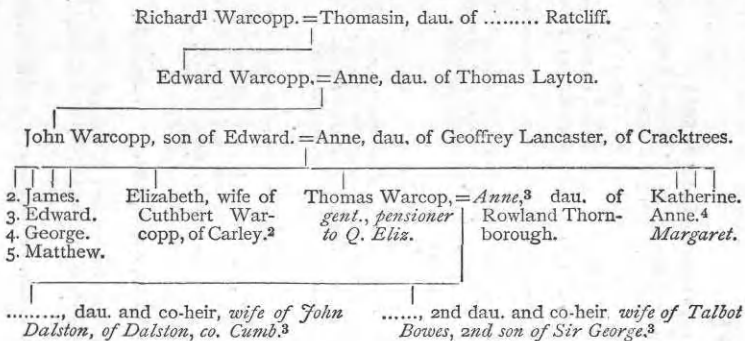 Richard¹ Warcopp.=Thomasin, dau. of ......... Ratcliff.
Edward Warcopp.=Anne, dau. of Thomas Layton.
John Warcopp, son of Edward.=Anne, dau. of Geoffrey Lancaster, of Cracktrees.
2. James.
3. Edward.
4. George.
5. Matthew.
Elizabeth, wife of
Cuthbert War-
copp, of Carley.²
Thomas Warcop,
gent., pensioner
to Q. Eliz.
=Anne,³ dau. of
Rowland Thorn-
borough.
Katherine.
Anne.⁴
Margaret.
........., dau. and co-heir, wife of John
Dalston, of Dalston, co. Cumb.³
......, 2nd dau. and co-heir, wife of Talbot
Bowes, 2nd son of Sir George.³